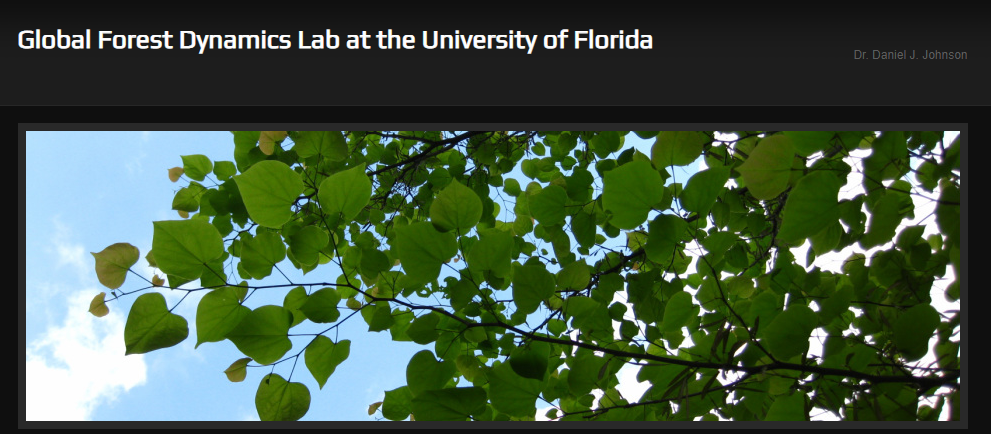 Global Forest Dynamics Lab at the University of Florida
Dr. Daniel J. Johnson